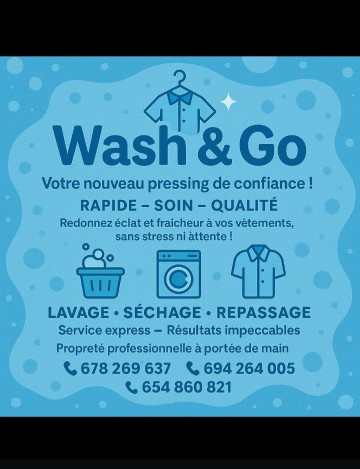 Wash & Go
Votre nouveau pressing de confiance !
RAPIDE – SOIN – QUALITÉ
Redonnez éclat et fraicheur à vos vétements,
sans stress ni àttente !
LAVAGE • SÉCHAGE • REPASSAGE
Service express – Résultats impeccables
Propreté professionnelle à portée de main
678 269 637 694 264 005
654 860 821